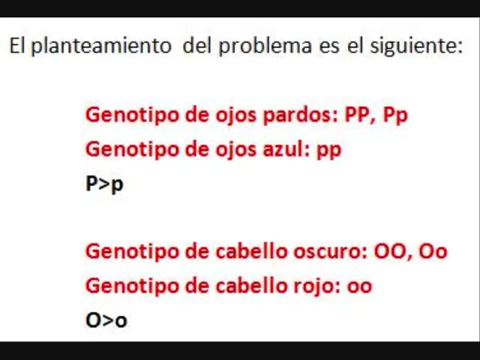 El planteamiento del problema es el siguiente:
Genotipo de ojos pardos: PP, Pp
Genotipo de ojos azul: pp
P>p
Genotipo de cabello oscuro: OO, Oo
Genotipo de cabello rojo: oo
O>o